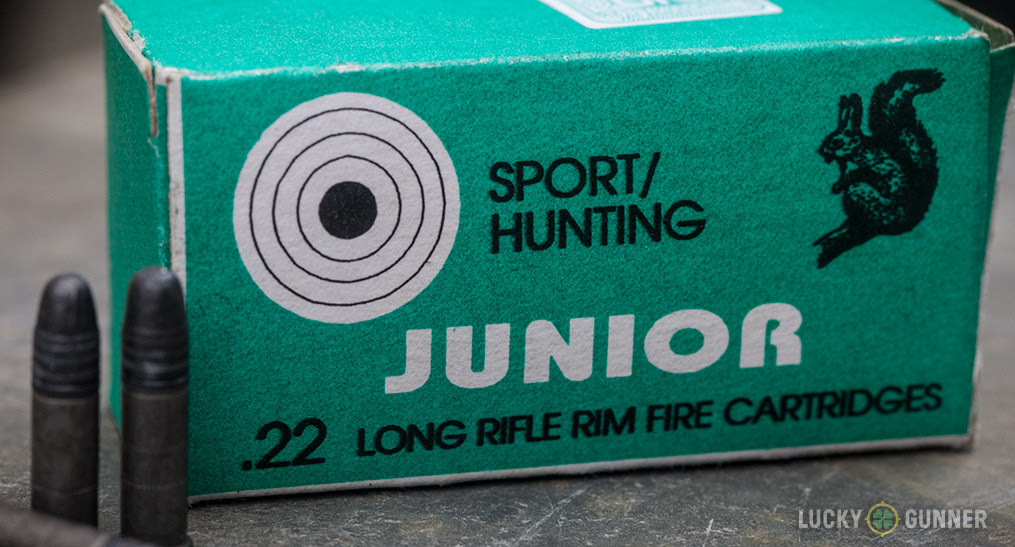 SPORT/
HUNTING
JUNIOR
.22 LONG RIFLE RIM FIRE CARTRIDGES
LUCKY GUNNER